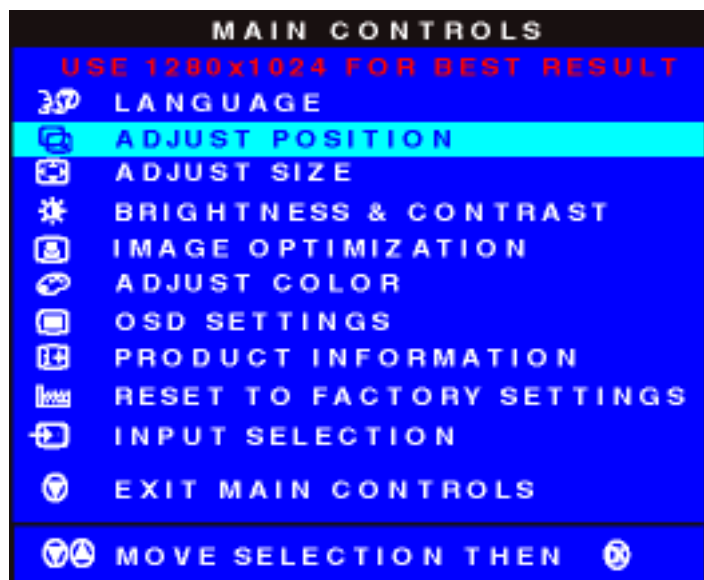 MAIN CONTROLS
USE 1280x1024 FOR BEST RESULT
LANGUAGE
ADJUST POSITION
ADJUST SIZE
BRIGHTNESS & CONTRAST
IMAGE OPTIMIZATION
ADJUST COLOR
OSD SETTINGS
PRODUCT INFORMATION
RESET TO FACTORY SETTINGS
INPUT SELECTION
EXIT MAIN CONTROLS
MOVE SELECTION THEN OK